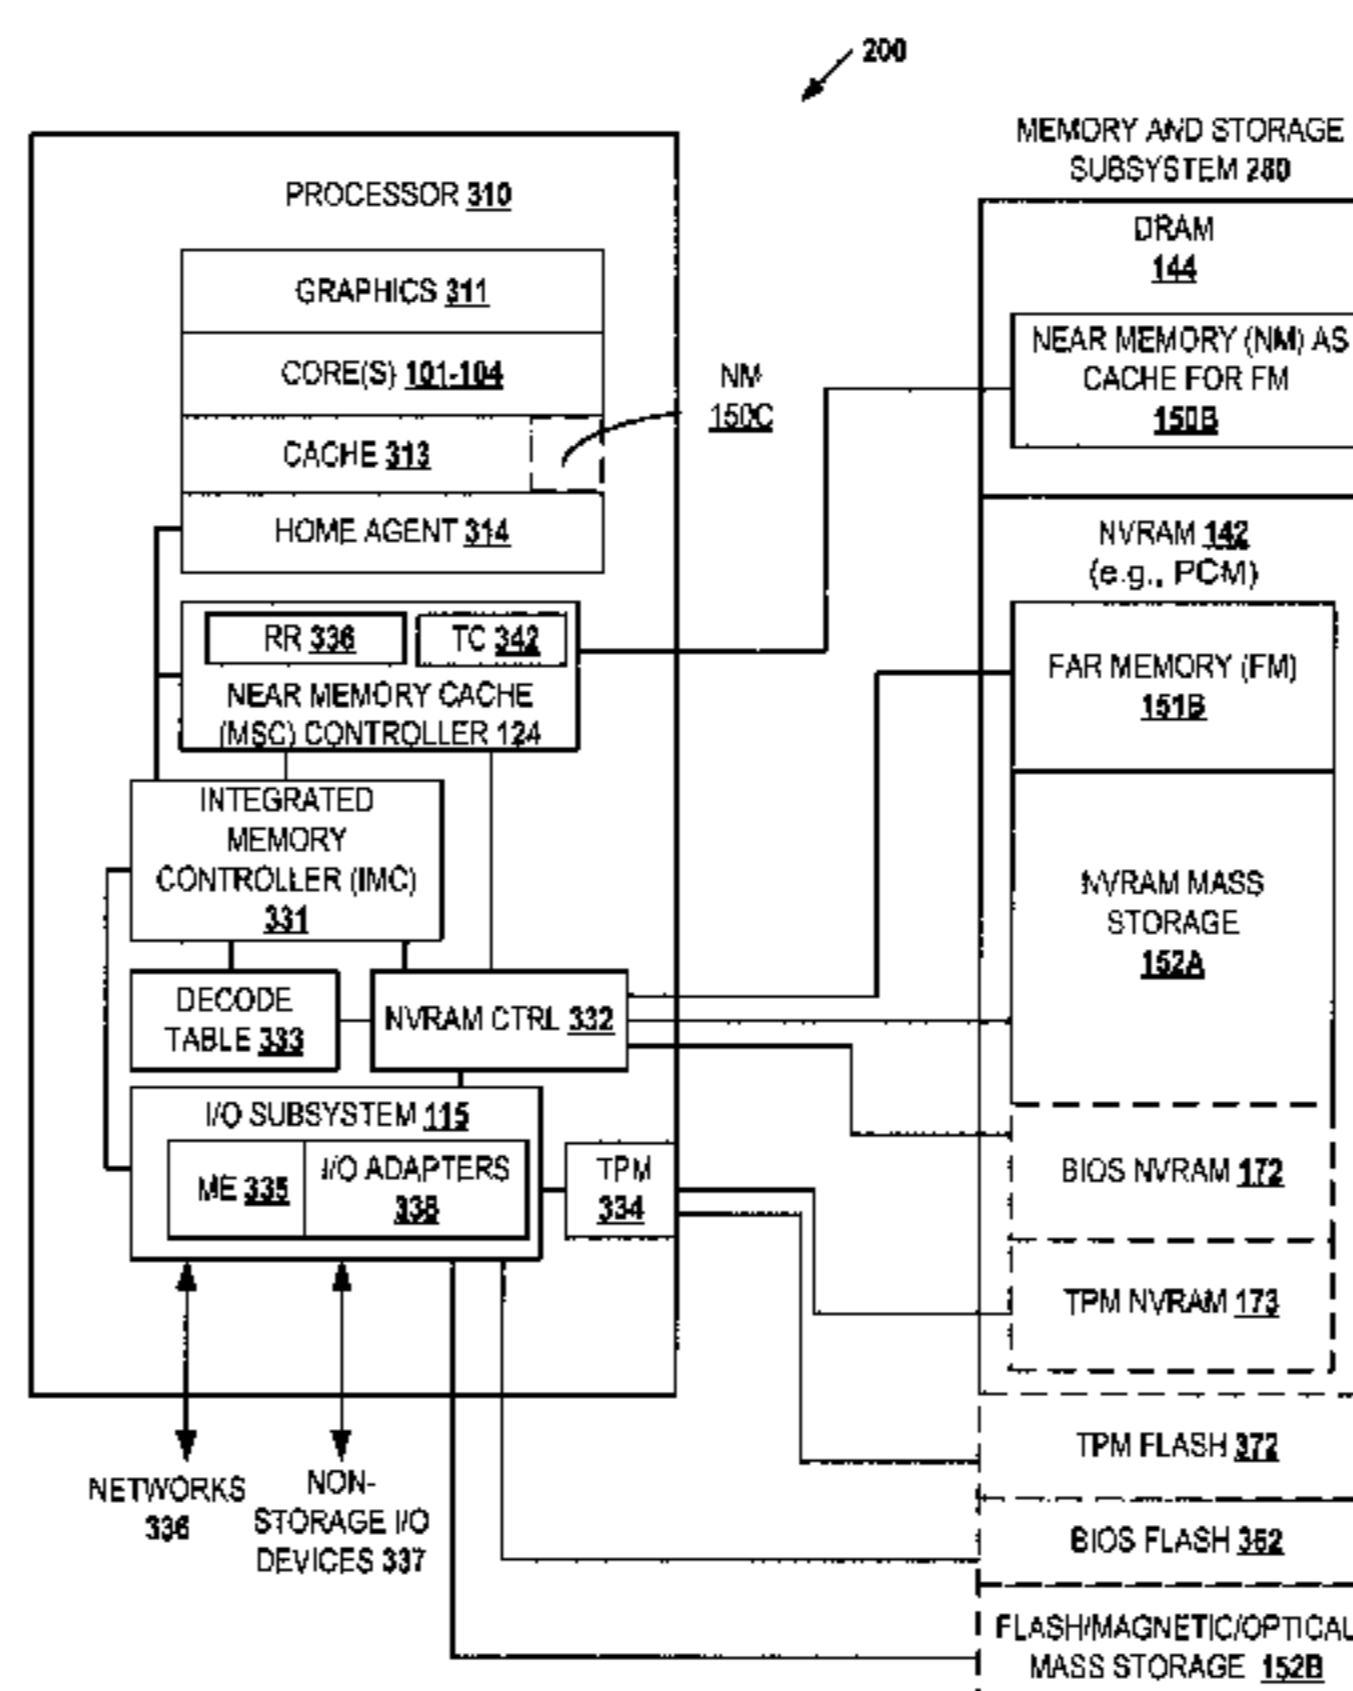 200
MEMORY AND STORAGE
SUBSYSTEM 280
PROCESSOR 310
GRAPHICS 311
CORE(S) 101-104
CACHE 313
HOME AGENT 314
NM
150C
RR 336
TC 342
NEAR MEMORY CACHE
(MSC) CONTROLLER 124
INTEGRATED
MEMORY
CONTROLLER (IMC)
331
DECODE
TABLE 333
NVRAM CTRL 332
I/O SUBSYSTEM 115
ME 335
I/O ADAPTERS
338
TPM
334
NETWORKS
336
NON-
STORAGE I/O
DEVICES 337
DRAM
144
NEAR MEMORY (NM) AS
CACHE FOR FM
150B
NVRAM 142
(e.g., PCM)
FAR MEMORY (FM)
151B
NVRAM MASS
STORAGE
152A
BIOS NVRAM 172
TPM NVRAM 173
TPM FLASH 372
BIOS FLASH 362
FLASH/MAGNETIC/OPTICAL
MASS STORAGE 152B